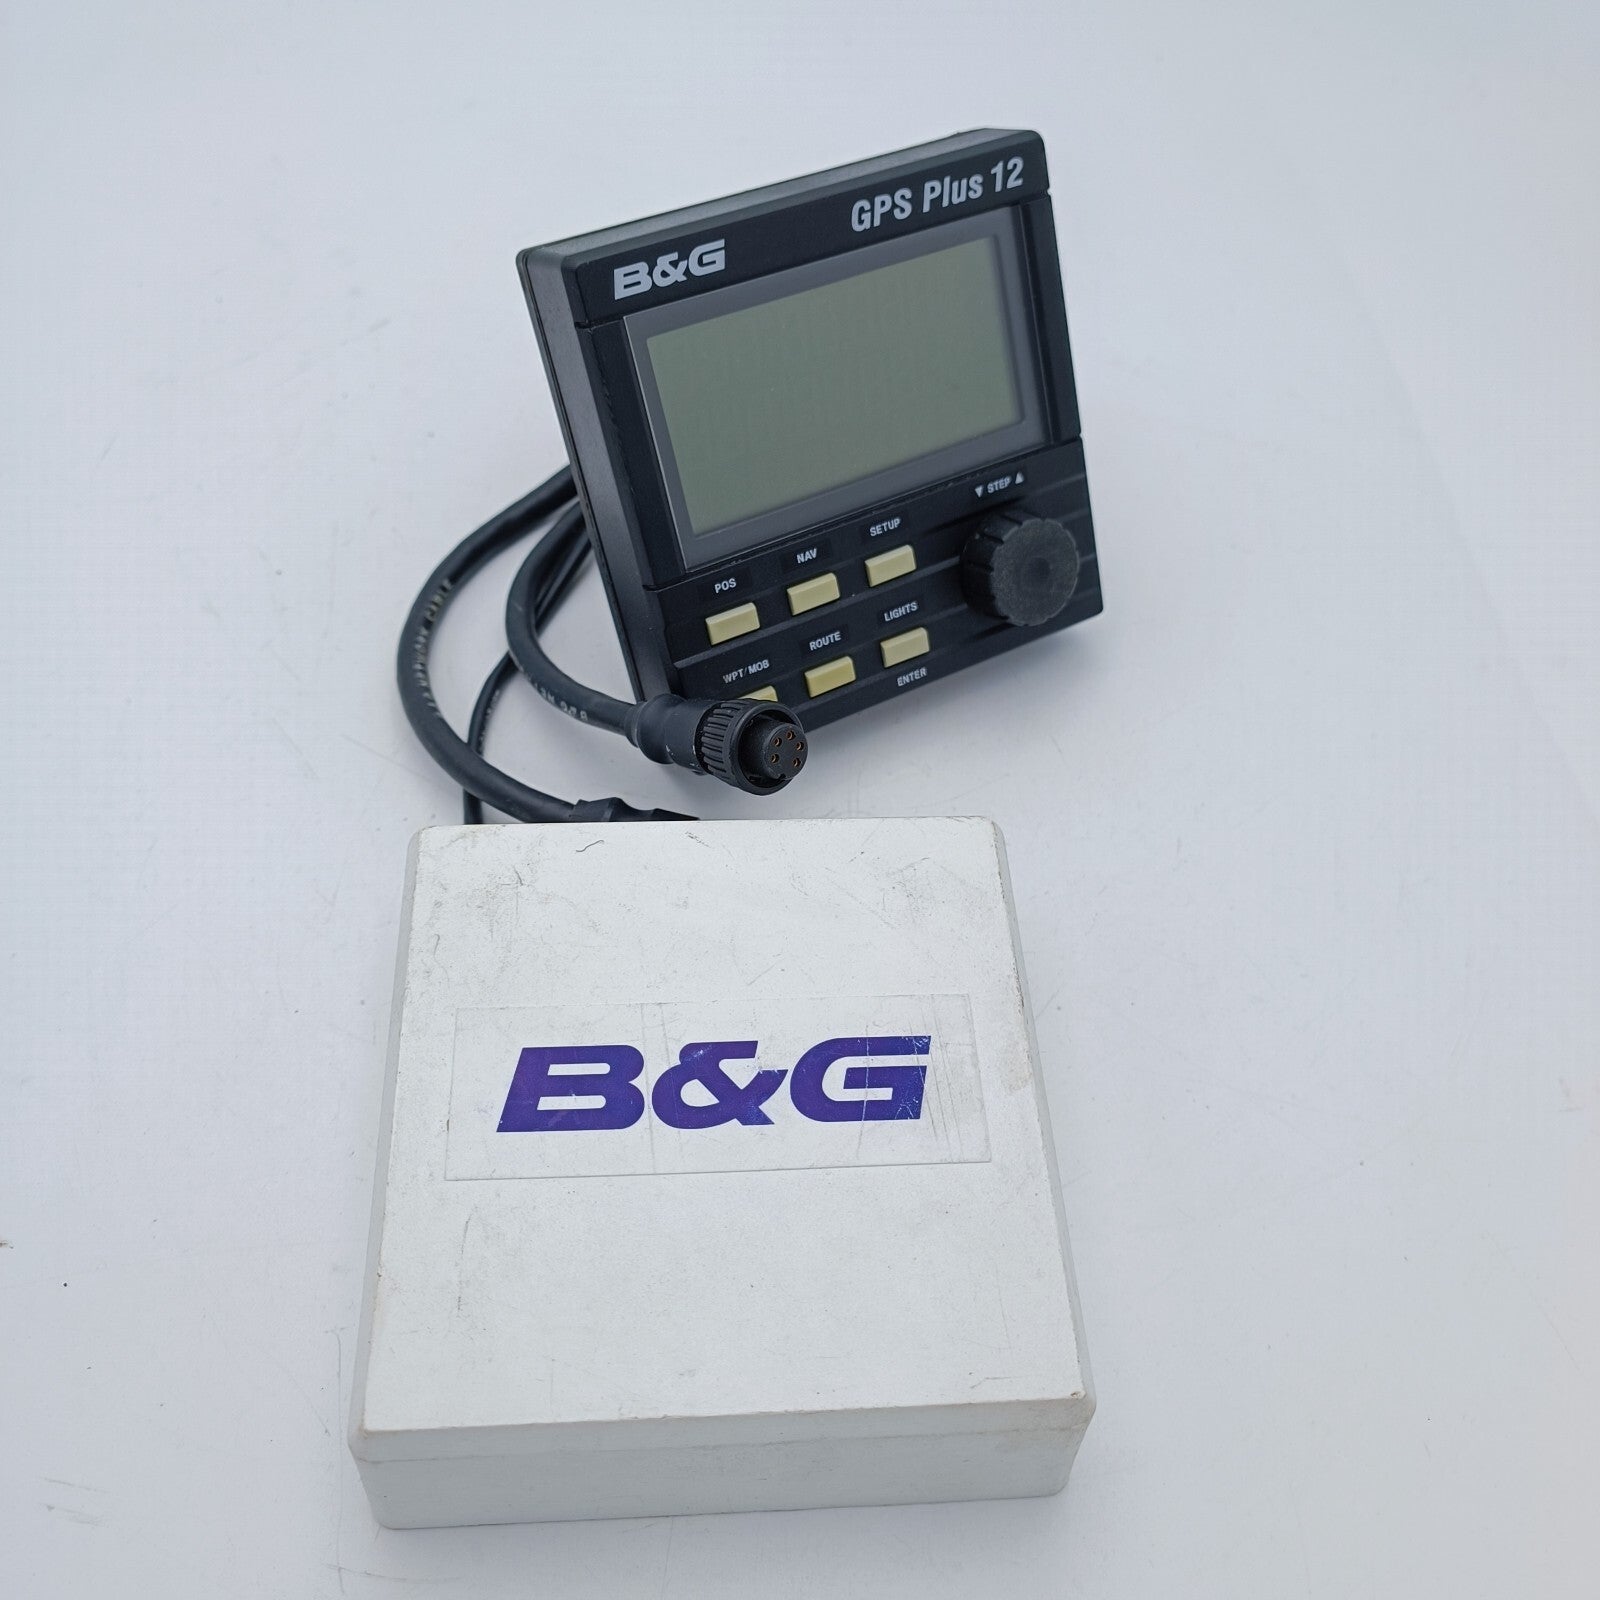 GPS Plus 12
B&G
▼ STEP ▲
POS NAV SETUP
WPT/MOB ROUTE LIGHTS
ENTER
B&G